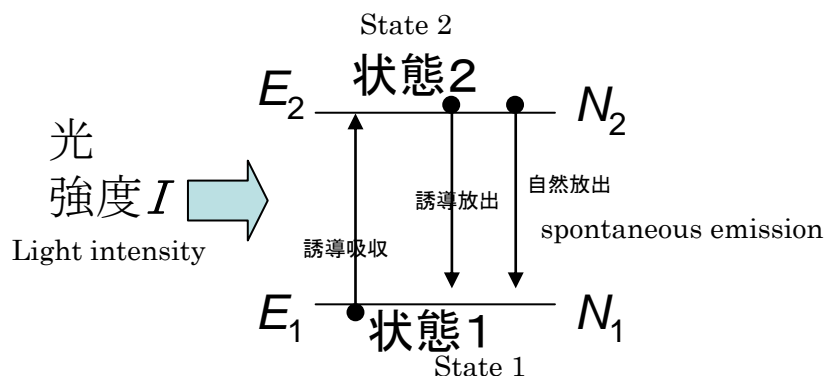 State 2
状態２
E2
N2
光
強度I
Light intensity
誘導吸収
誘導放出
自然放出
spontaneous emission
E1
状態１
N1
State 1